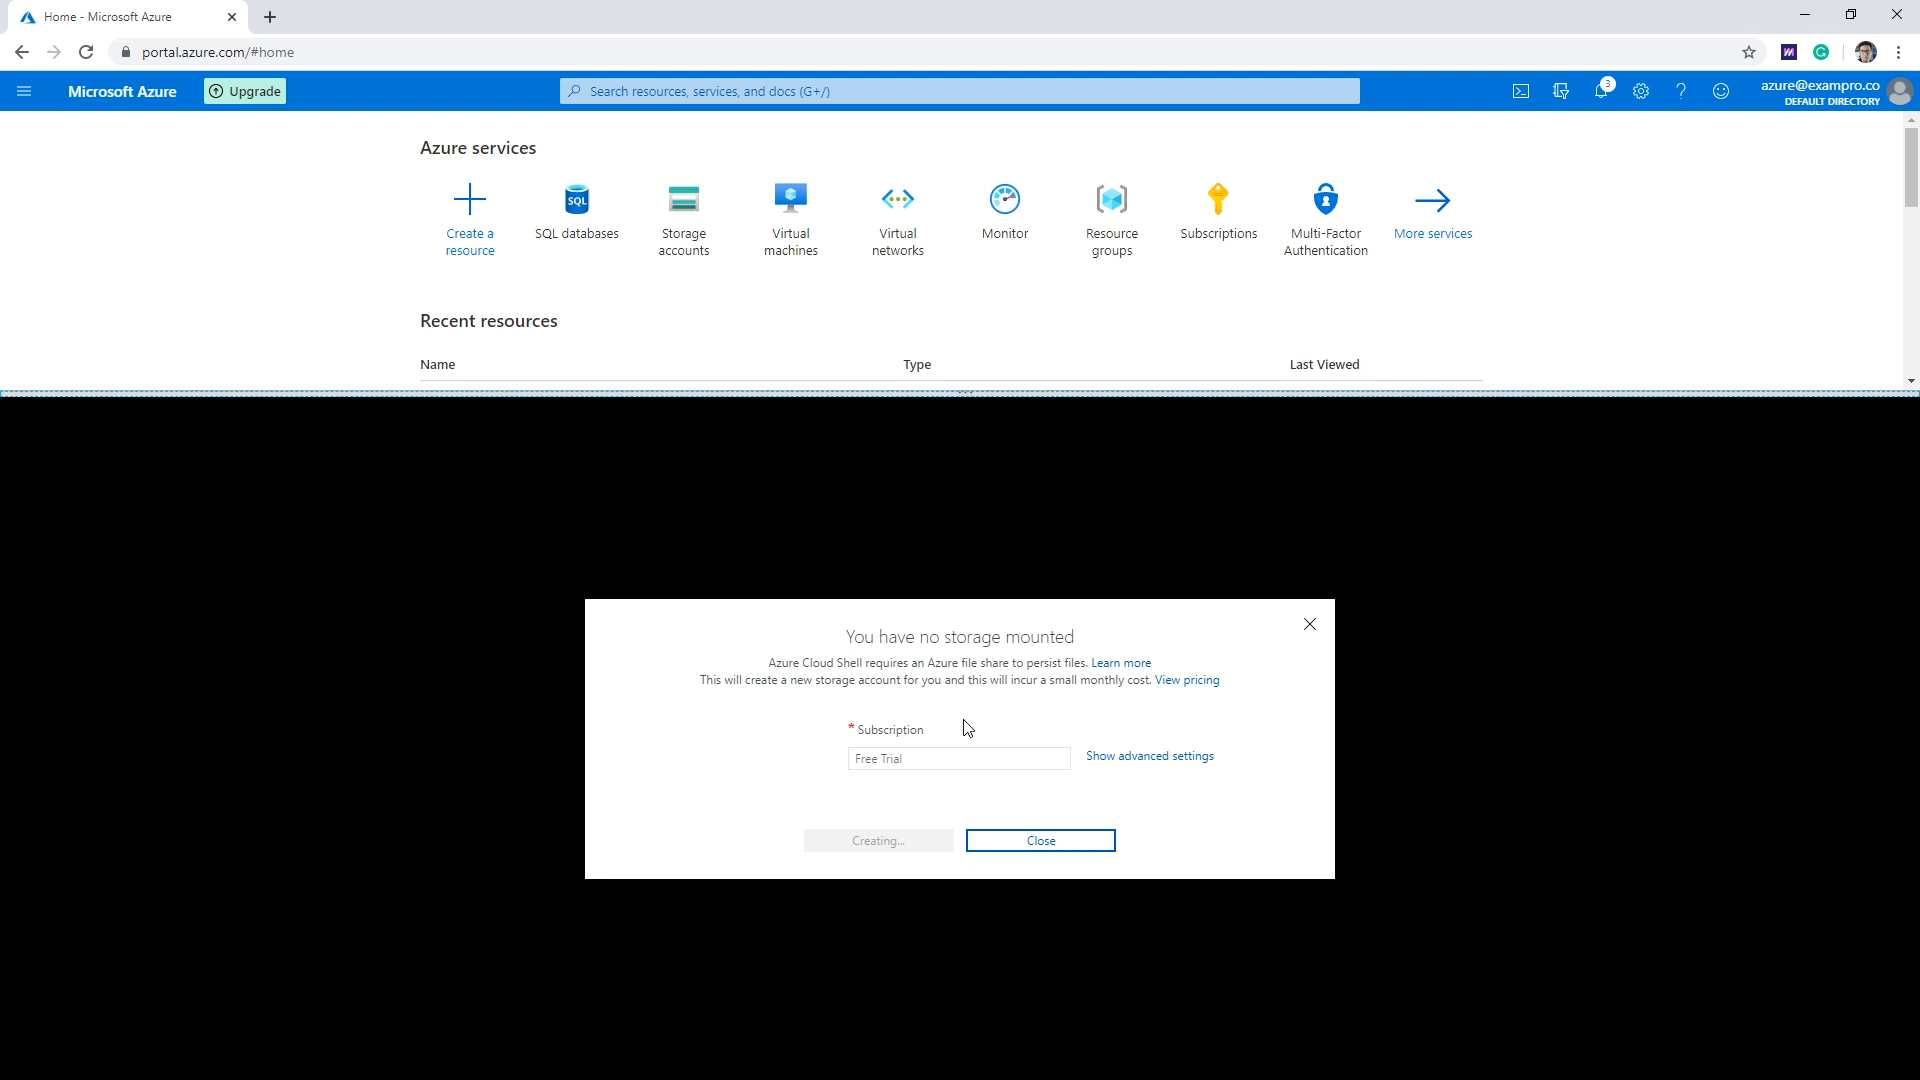 Home - Microsoft Azure
portal.azure.com/#home
Microsoft Azure
Upgrade
Search resources, services, and docs (G+/)
3
azure@exampro.co
DEFAULT DIRECTORY
Azure services
Create a
resource
SQL
SQL databases
Storage
accounts
Virtual
machines
Virtual
networks
Monitor
Resource
groups
Subscriptions
Multi-Factor
Authentication
More services
Recent resources
Name Type Last Viewed
You have no storage mounted
Azure Cloud Shell requires an Azure file share to persist files. Learn more
This will create a new storage account for you and this will incur a small monthly cost. View pricing
* Subscription
Free Trial
Show advanced settings
Creating...
Close